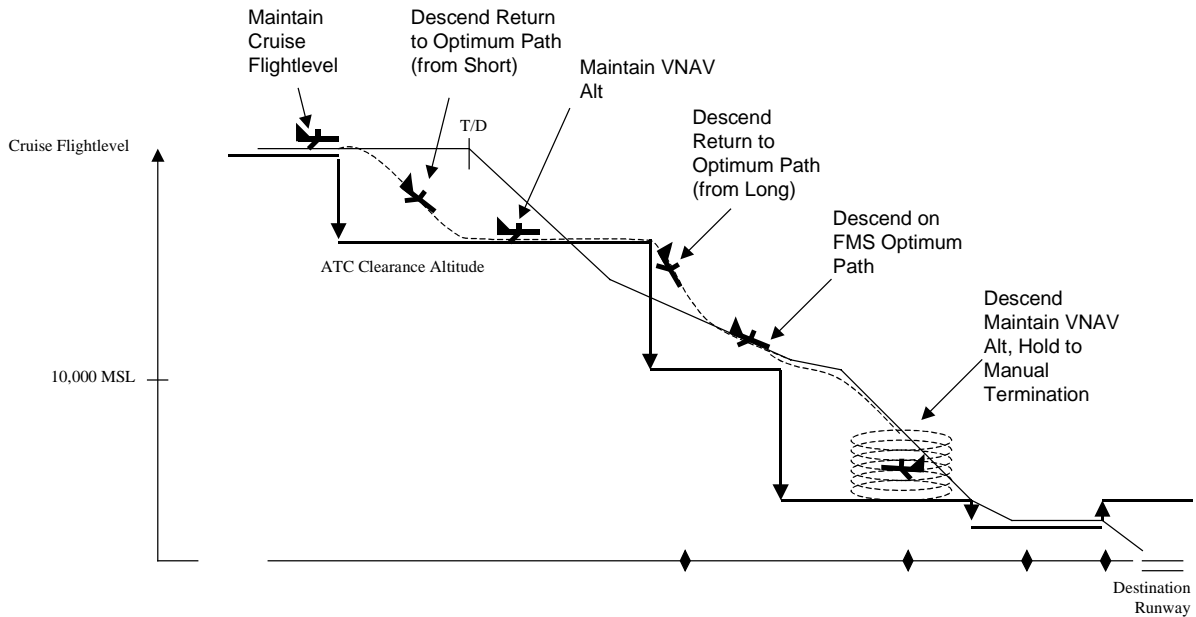 Maintain
Cruise
Flightlevel
Descend Return
to Optimum Path
(from Short)
Maintain VNAV
Alt
T/D
Descend
Return to
Optimum Path
(from Long)
Cruise Flightlevel
Descend on
FMS Optimum
Path
ATC Clearance Altitude
Descend
Maintain VNAV
Alt, Hold to
Manual
Termination
10,000 MSL
Destination
Runway